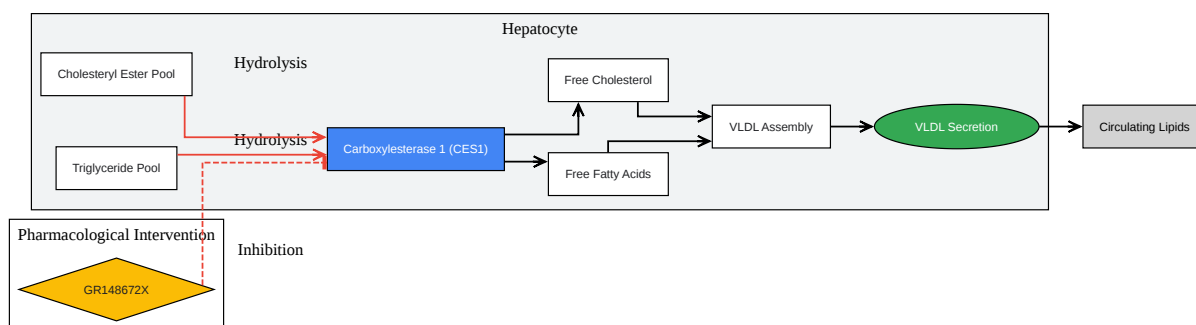 Hepatocyte
Cholesteryl Ester Pool
Hydrolysis
Free Cholesterol
VLDL Assembly
VLDL Secretion
Circulating Lipids
Hydrolysis
Carboxylesterase 1 (CES1)
Triglyceride Pool
Free Fatty Acids
Pharmacological Intervention
Inhibition
GR148672X